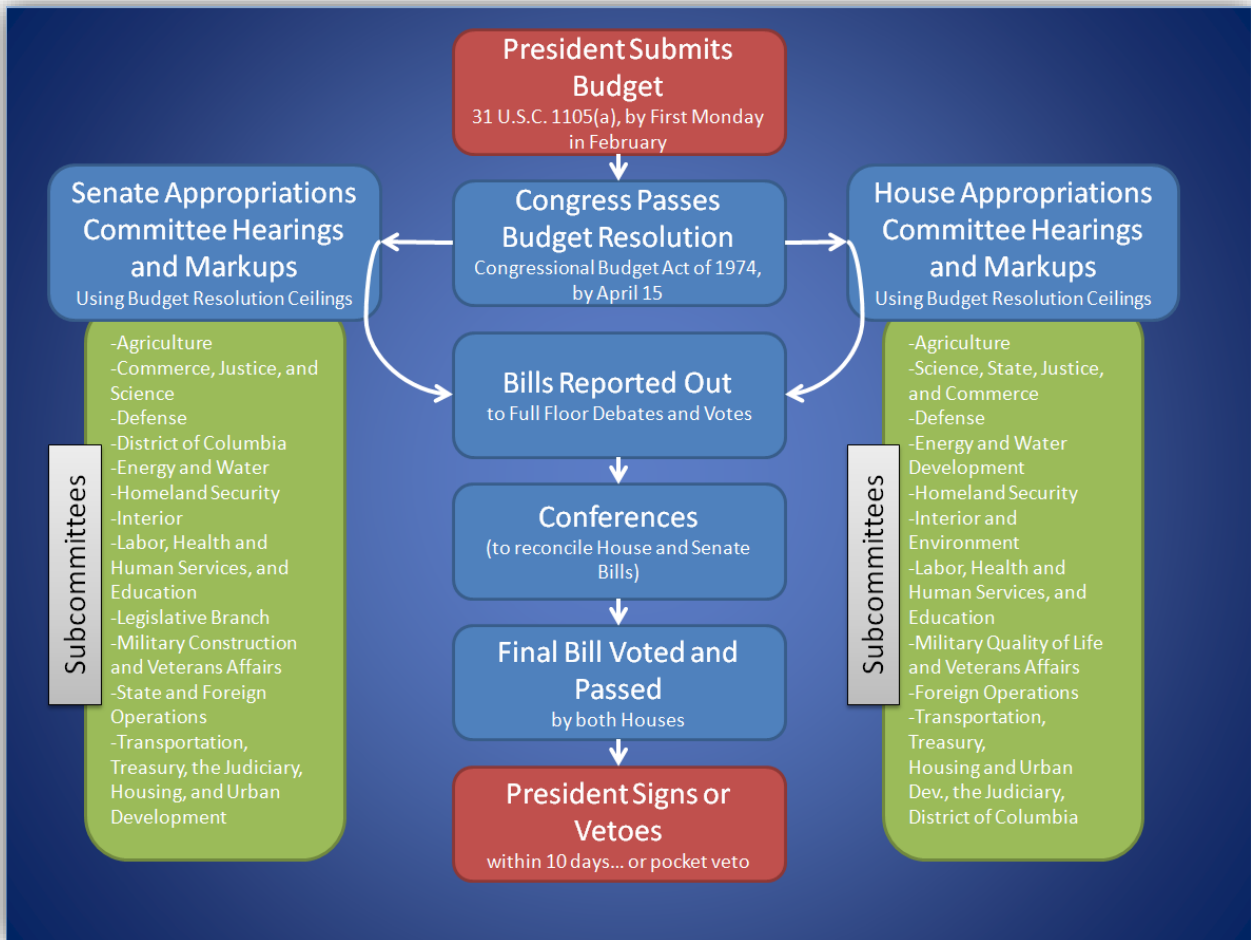 President Submits
Budget
31 U.S.C. 1105(a), by First Monday
in February
Senate Appropriations
Committee Hearings
and Markups
Using Budget Resolution Ceilings
Congress Passes
Budget Resolution
Congressional Budget Act of 1974,
by April 15
House Appropriations
Committee Hearings
and Markups
Using Budget Resolution Ceilings
Subcommittees
-Agriculture
-Commerce, Justice, and
Science
-Defense
-District of Columbia
-Energy and Water
-Homeland Security
-Interior
-Labor, Health and
Human Services, and
Education
-Legislative Branch
-Military Construction
and Veterans Affairs
-State and Foreign
Operations
-Transportation,
Treasury, the Judiciary,
Housing, and Urban
Development
Bills Reported Out
to Full Floor Debates and Votes
Conferences
(to reconcile House and Senate
Bills)
Final Bill Voted and
Passed
by both Houses
President Signs or
Vetoes
within 10 days... or pocket veto
Subcommittees
-Agriculture
-Science, State, Justice,
and Commerce
-Defense
-Energy and Water
Development
-Homeland Security
-Interior and
Environment
-Labor, Health and
Human Services, and
Education
-Military Quality of Life
and Veterans Affairs
-Foreign Operations
-Transportation,
Treasury,
Housing and Urban
Dev., the Judiciary,
District of Columbia